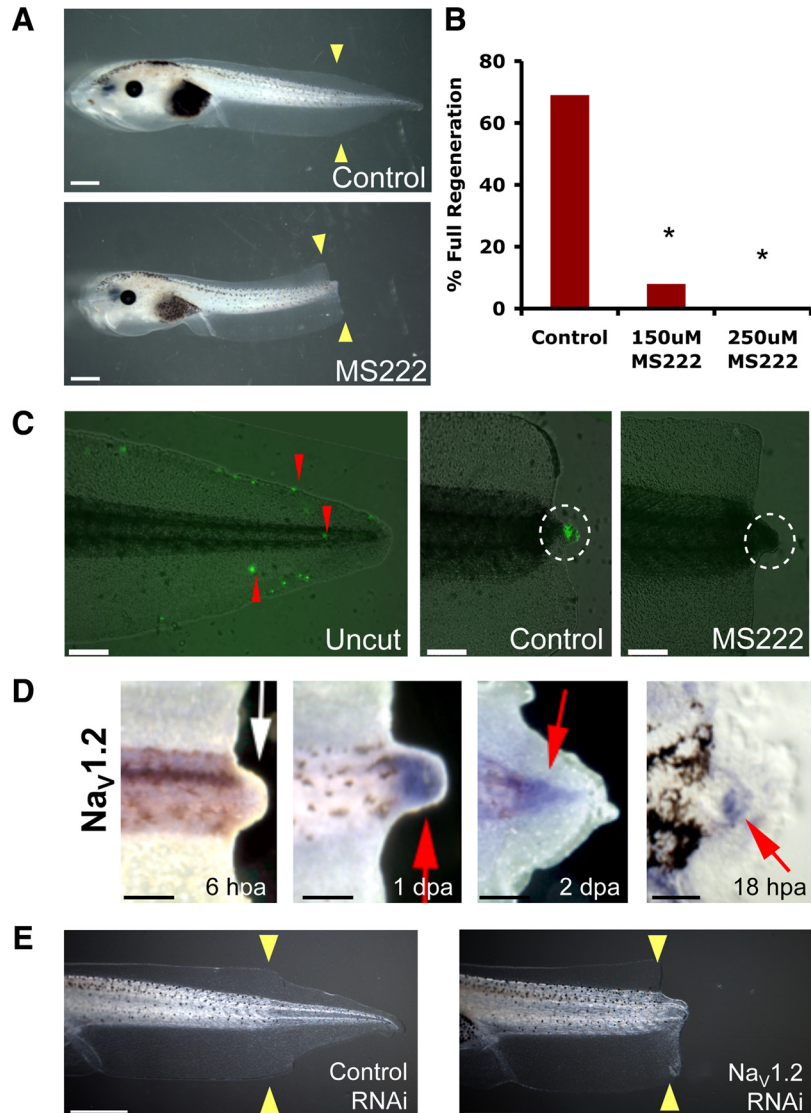 A
Control
MS222
B
% Full Regeneration
80
60
40
20
0
*
*
Control
150uM
MS222
250uM
MS222
C
Uncut
Control
MS222
D
NaV1.2
6 hpa
1 dpa
2 dpa
18 hpa
E
Control
RNAi
NaV1.2
RNAi